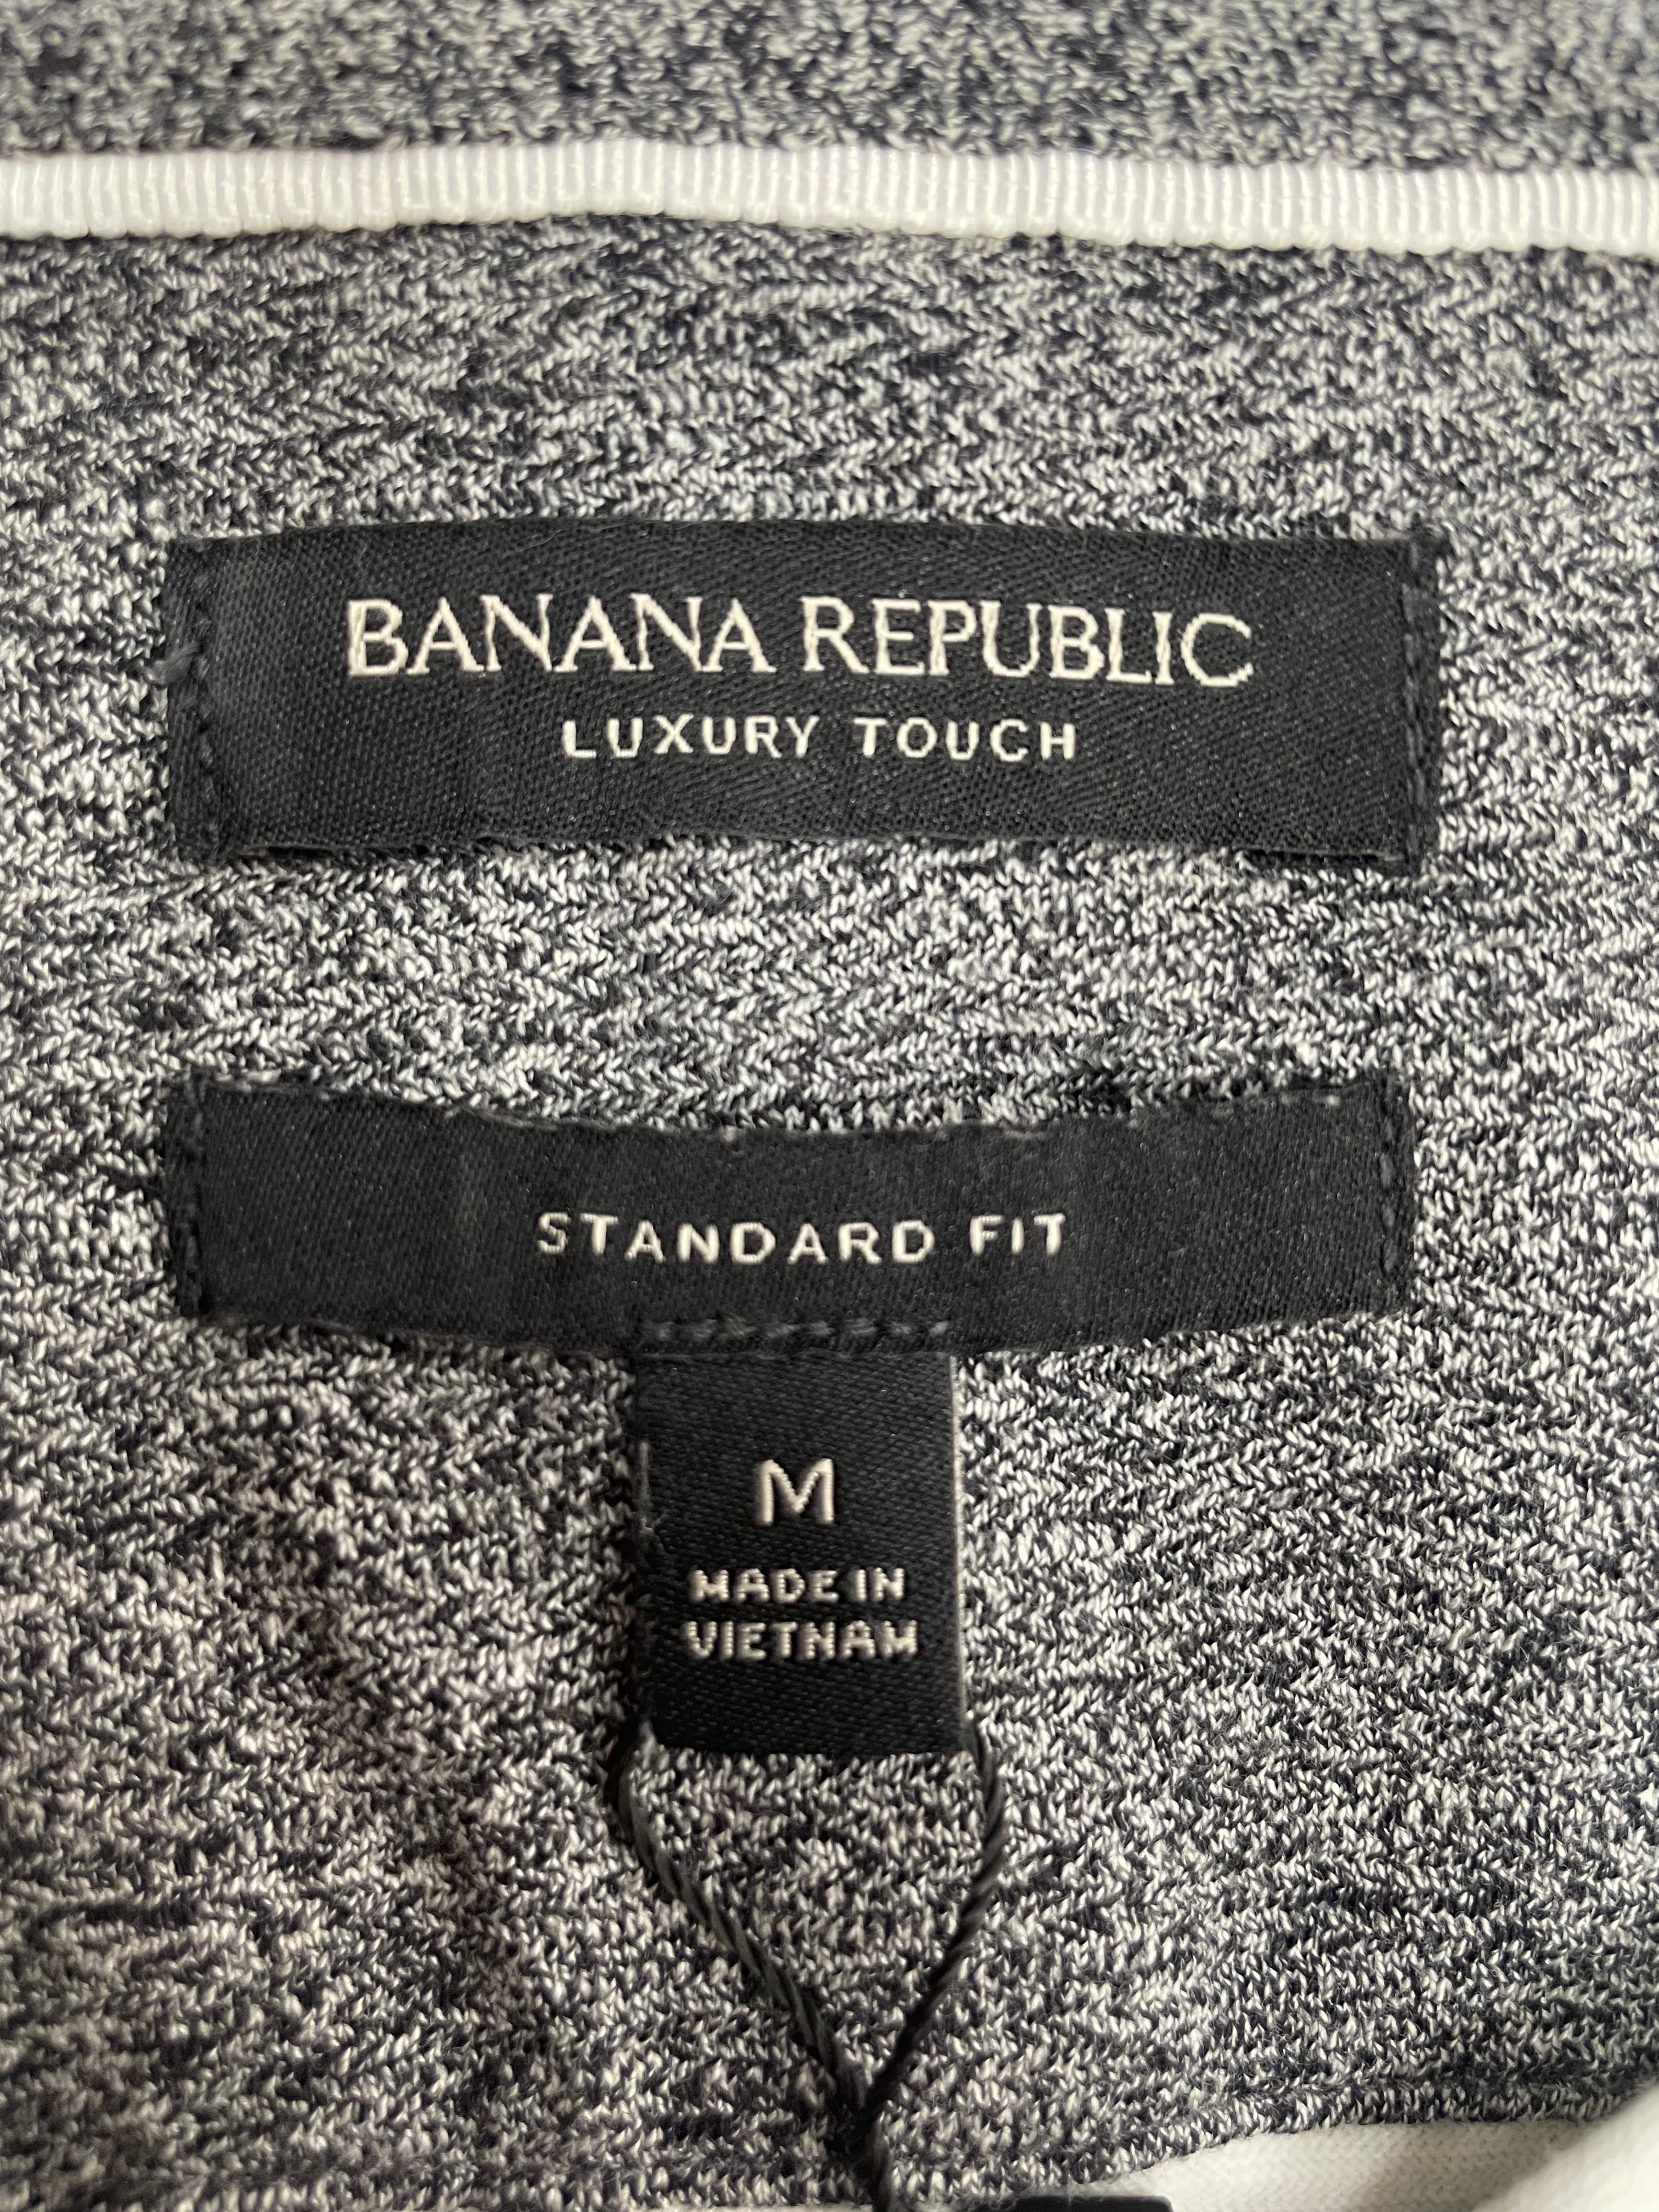 BANANA REPUBLIC
LUXURY TOUCH
STANDARD FIT
M
MADE IN
VIETNAM